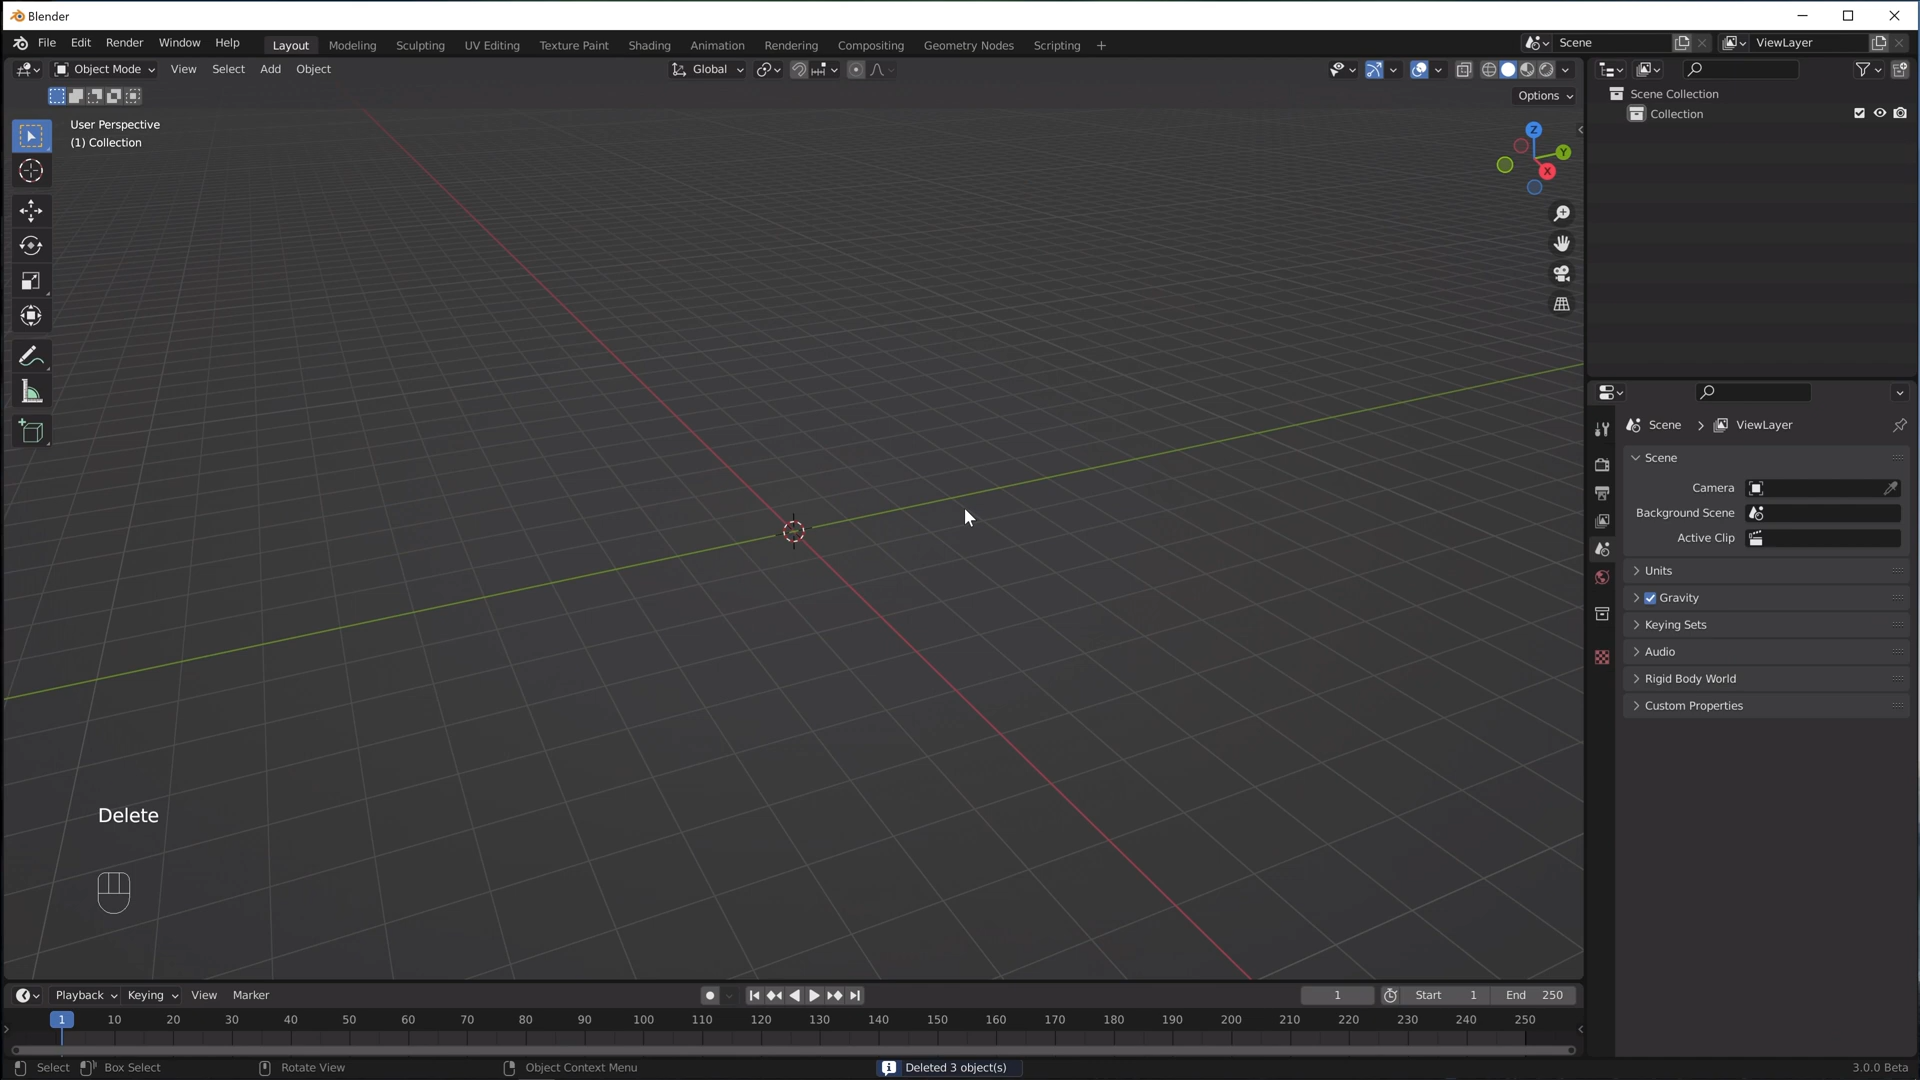 Blender
File Edit Render Window Help Layout Modeling Sculpting UV Editing Texture Paint Shading Animation Rendering Compositing Geometry Nodes Scripting + Scene ViewLayer
Object Mode View Select Add Object Global
Options
User Perspective
(1) Collection
Z
Y
X
Scene Collection
Collection
Scene > ViewLayer
Scene
Camera
Background Scene
Active Clip
Units
Gravity
Keying Sets
Audio
Rigid Body World
Custom Properties
Delete
Playback Keying View Marker 1 Start 1 End 250
1 10 20 30 40 50 60 70 80 90 100 110 120 130 140 150 160 170 180 190 200 210 220 230 240 250
Select Box Select Rotate View Object Context Menu Deleted 3 object(s) 3.0.0 Beta